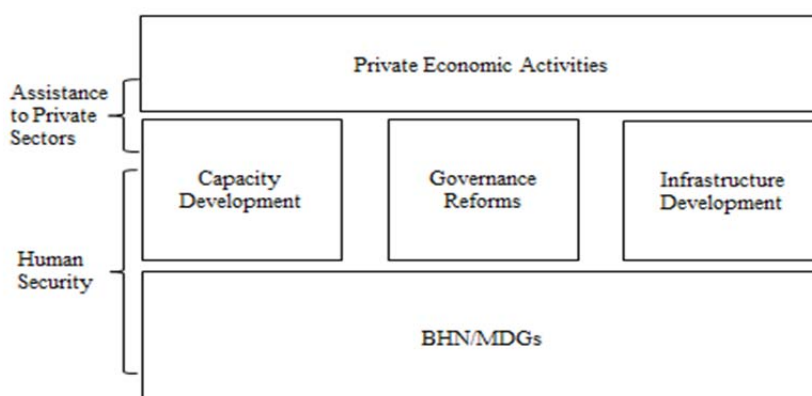 Private Economic Activities
Assistance
to Private
Sectors
Capacity
Development
Governance
Reforms
Infrastructure
Development
Human
Security
BHN/MDGs